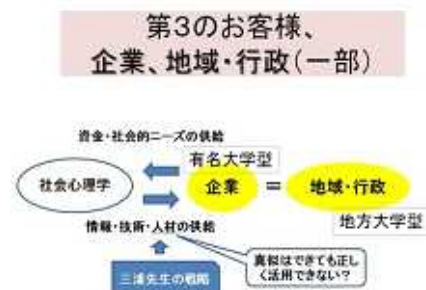 第3のお客様、
企業、地域・行政(一部)
資金・社会的ニーズの供給
有名大学型
社会心理学
企業
=
地域・行政
地方大学型
情報・技術・人材の供給
真似はできても正し
く活用できない?
三浦先生の戦略